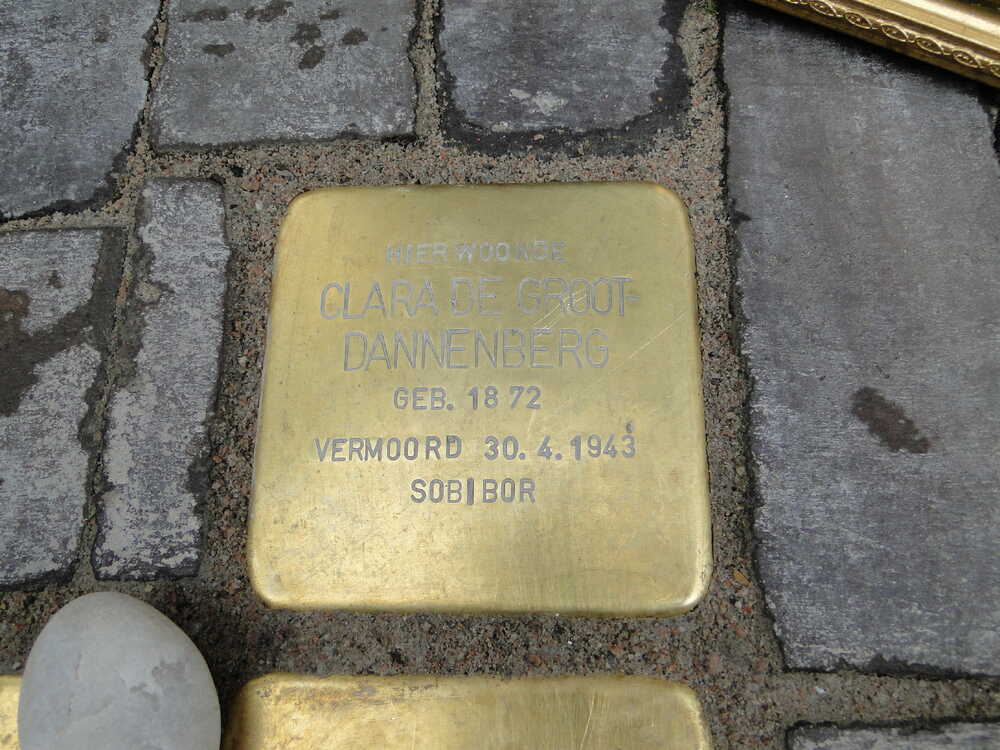 HIER WOONDE
CLARA DE GROOT-
DANNENBERG
GEB. 1872
VERMOORD 30.4.1943
SOBIBOR